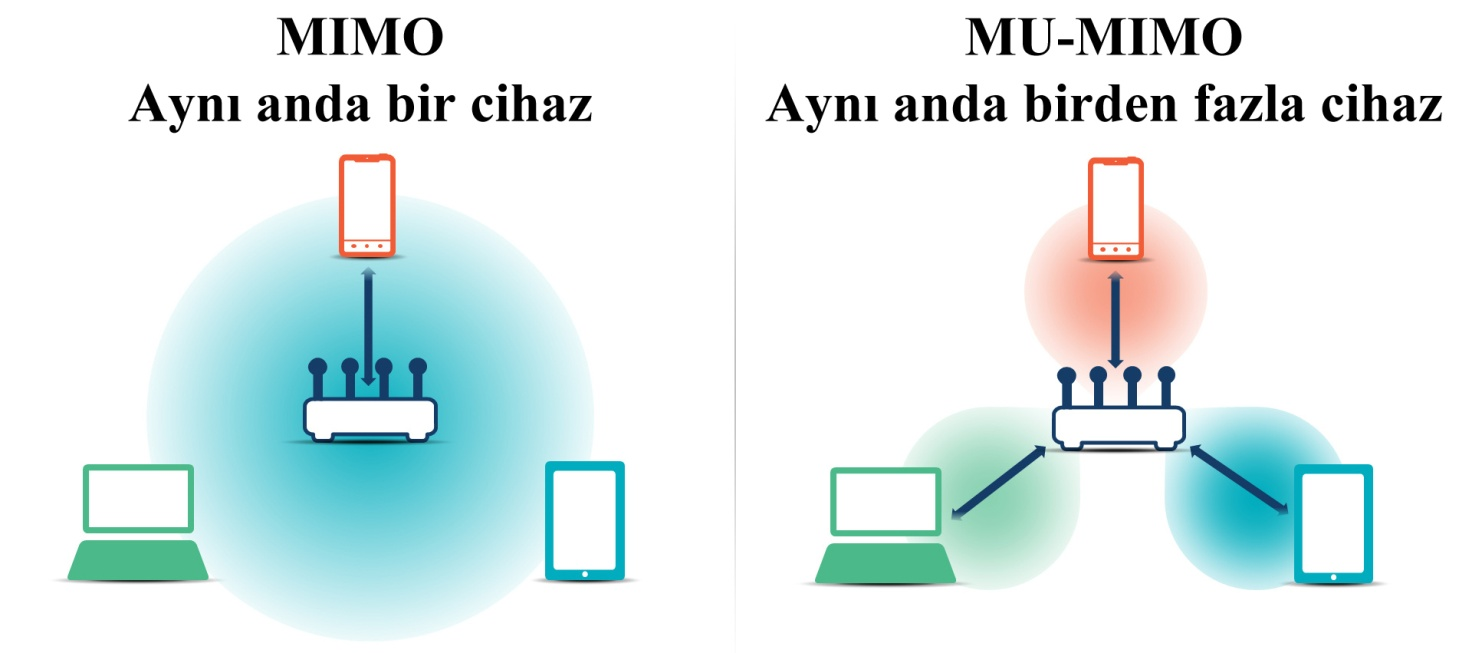 MIMO
Aynı anda bir cihaz
MU-MIMO
Aynı anda birden fazla cihaz